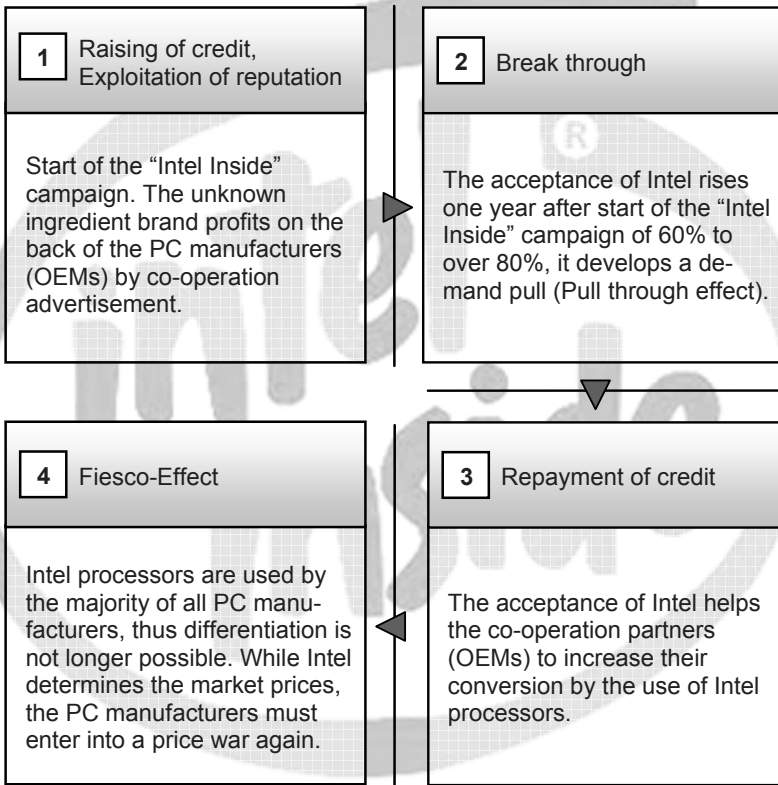 1 Raising of credit,
Exploitation of reputation
Start of the “Intel Inside”
campaign. The unknown
ingredient brand profits on the
back of the PC manufacturers
(OEMs) by co-operation
advertisement.
2 Break through
The acceptance of Intel rises
one year after start of the “Intel
Inside” campaign of 60% to
over 80%, it develops a de-
mand pull (Pull through effect).
3 Repayment of credit
The acceptance of Intel helps
the co-operation partners
(OEMs) to increase their
conversion by the use of Intel
processors.
4 Fiesco-Effect
Intel processors are used by
the majority of all PC manu-
facturers, thus differentiation is
not longer possible. While Intel
determines the market prices,
the PC manufacturers must
enter into a price war again.
intel
®
inside